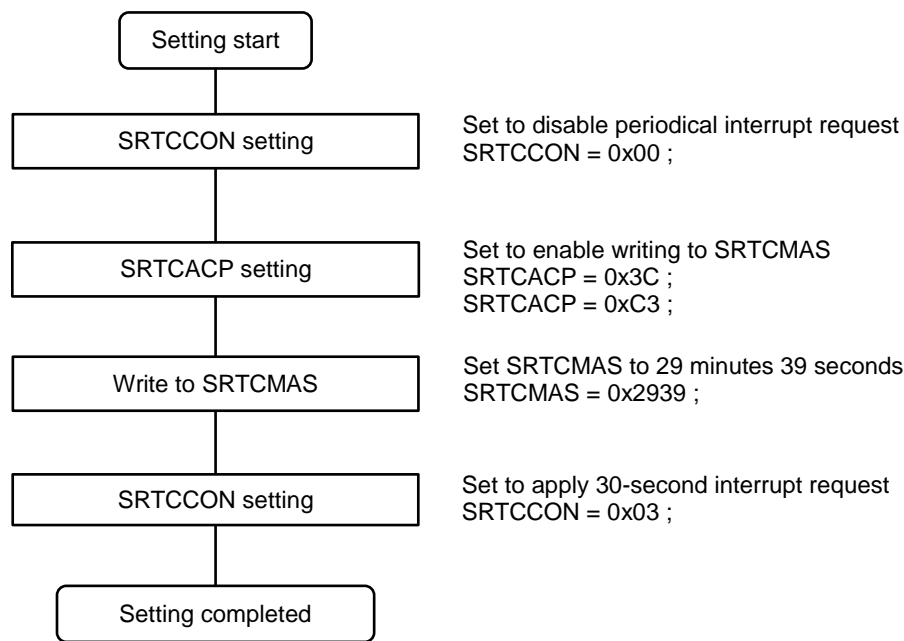 Setting start
SRTCCON setting
Set to disable periodical interrupt request
SRTCCON = 0x00 ;
SRTCACP setting
Set to enable writing to SRTCMAS
SRTCACP = 0x3C ;
SRTCACP = 0xC3 ;
Write to SRTCMAS
Set SRTCMAS to 29 minutes 39 seconds
SRTCMAS = 0x2939 ;
SRTCCON setting
Set to apply 30-second interrupt request
SRTCCON = 0x03 ;
Setting completed